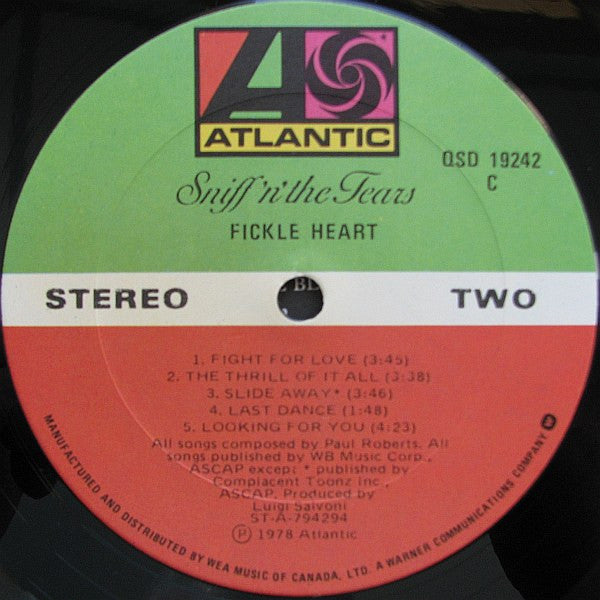 ATLANTIC
QSD 19242
C
Sniff 'n' the Tears
FICKLE HEART
STEREO
TWO
1. FIGHT FOR LOVE (3:45)
2. THE THRILL OF IT ALL (3:38)
3. SLIDE AWAY* (3:46)
4. LAST DANCE (1:48)
5. LOOKING FOR YOU (4:23)
All songs composed by Paul Roberts. All
songs published by WB Music Corp.,
ASCAP except * published by
Complacent Toonz Inc.,
ASCAP. Produced by
Luigi Salvoni
ST-A-794294
Ⓟ 1978 Atlantic
MANUFACTURED AND DISTRIBUTED BY WEA MUSIC OF CANADA, LTD. A WARNER COMMUNICATIONS COMPANY